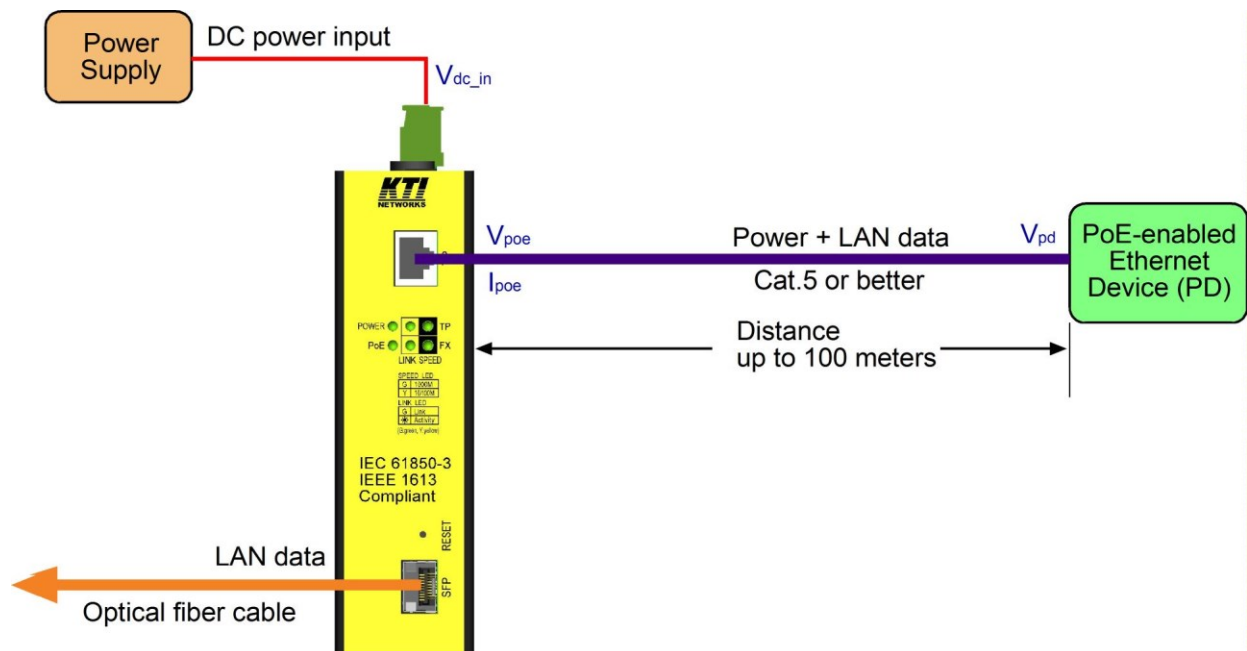 Power
Supply
DC power input
Vdc_in
KTI
NETWORKS
Vpoe
Ipoe
Power + LAN data
Cat.5 or better
Vpd
PoE-enabled
Ethernet
Device (PD)
Distance
up to 100 meters
POWER TP
PoE FX
LINK SPEED
SPEED LED
G 1000M
Y 10/100M
LINK LED
G Link
Activity
(G:green, Y:yellow)
IEC 61850-3
IEEE 1613
Compliant
RESET
SFP
LAN data
Optical fiber cable